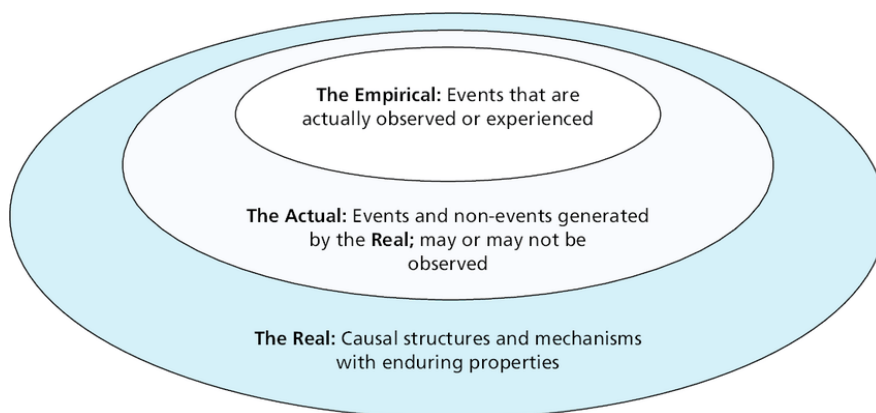 The Empirical: Events that are
actually observed or experienced
The Actual: Events and non-events generated
by the Real; may or may not be
observed
The Real: Causal structures and mechanisms
with enduring properties